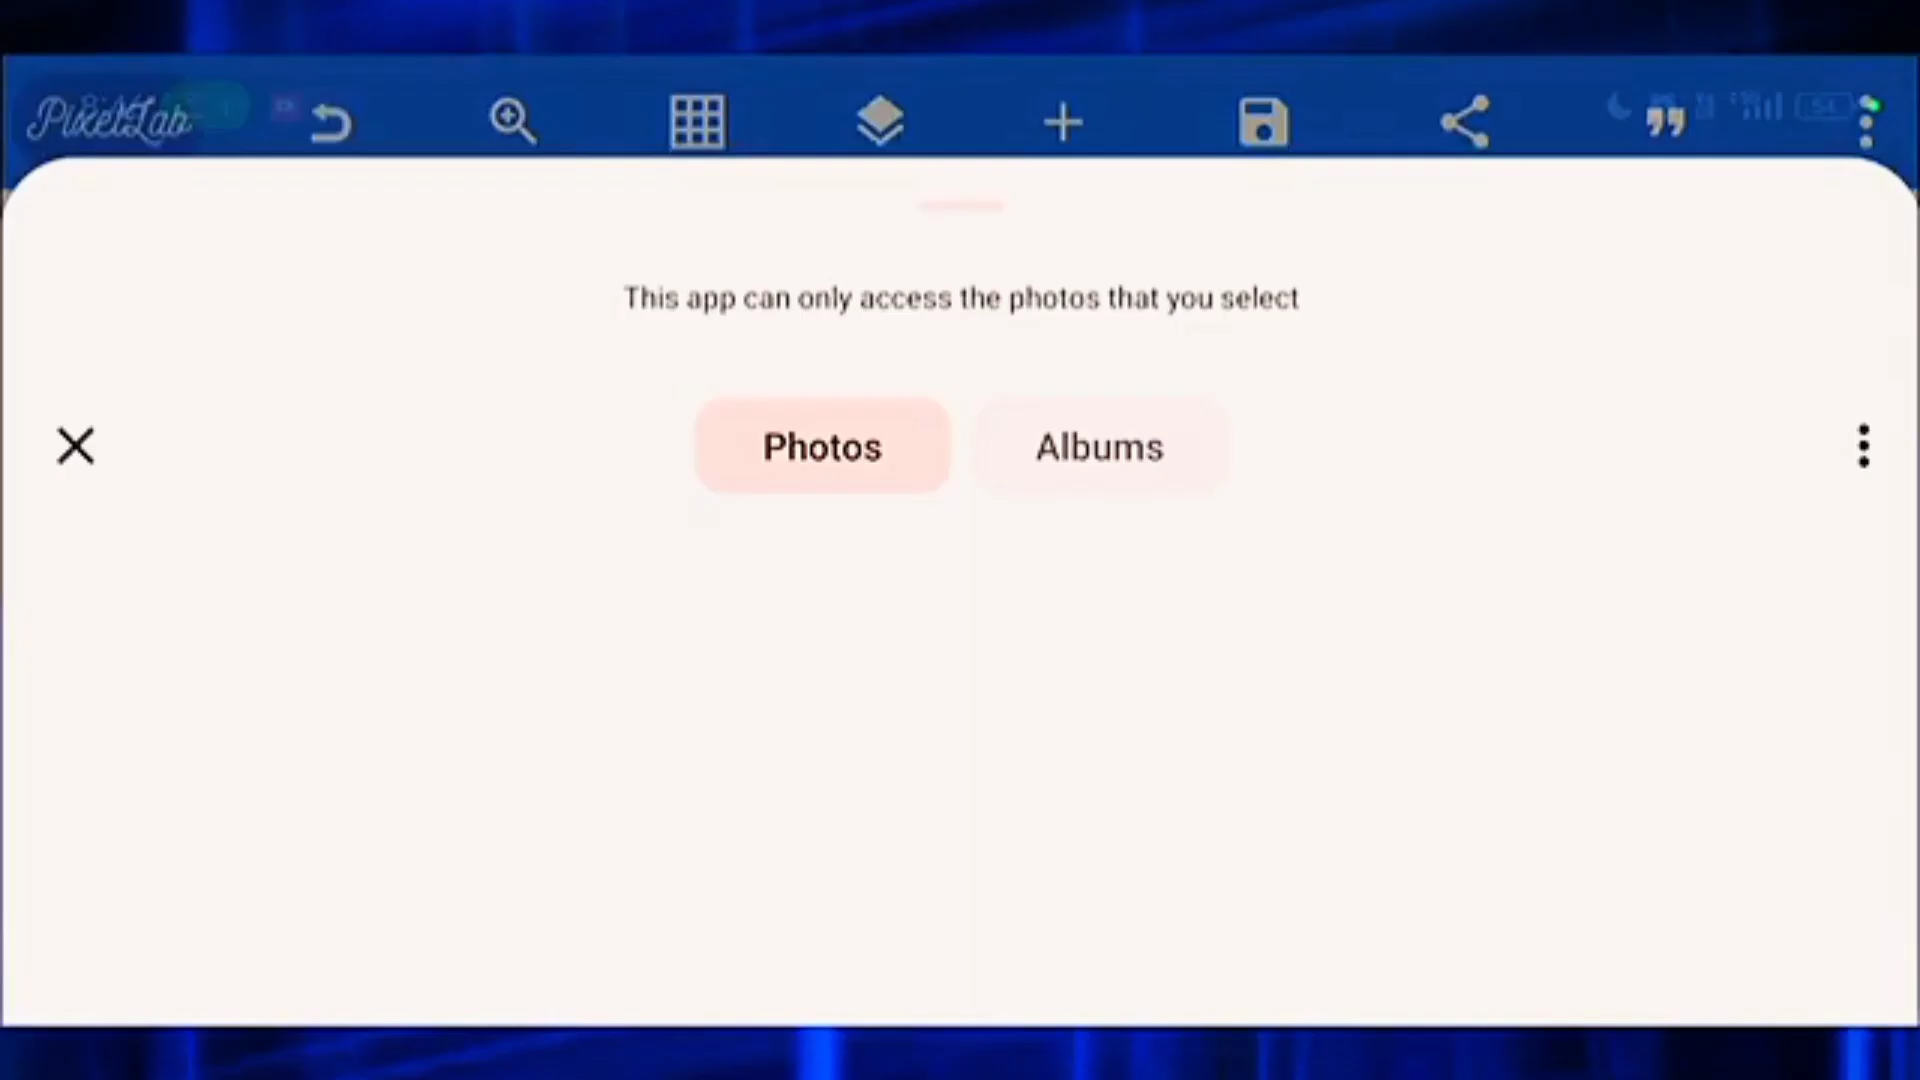 PixelLab
This app can only access the photos that you select
Photos
Albums